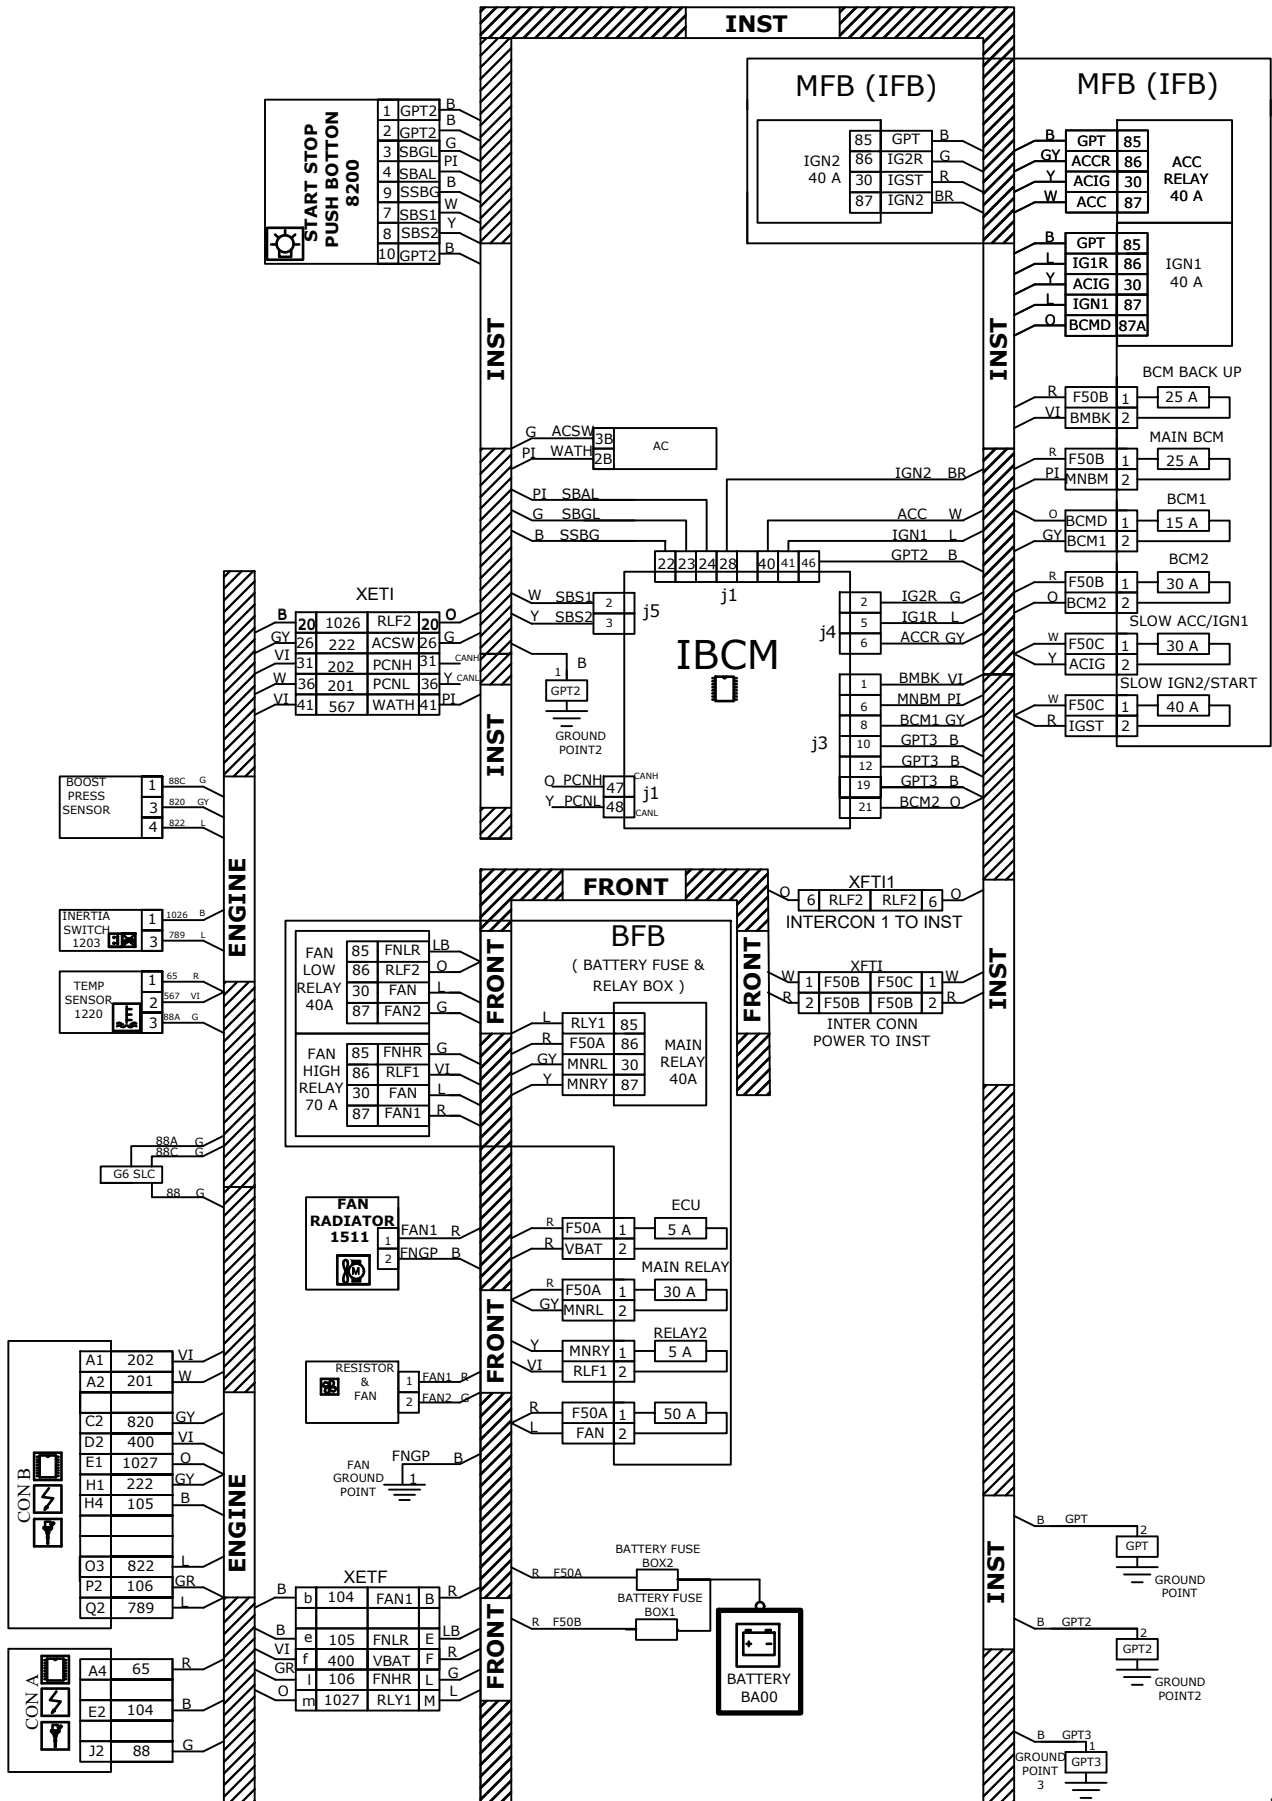 INST
MFB (IFB)
MFB (IFB)
START STOP
PUSH BOTTON
8200
1 GPT2 B
2 GPT2 B
3 SBGL G
4 SBAL PI
9 SSBG B
7 SBS1 W
8 SBS2 Y
10 GPT2 B
IGN2
40 A
85 GPT B
86 IG2R G
30 IGST R
87 IGN2 BR
B GPT 85
GY ACCR 86
Y ACIG 30
W ACC 87
ACC
RELAY
40 A
B GPT 85
L IG1R 86
Y ACIG 30
L IGN1 87
O BCMD 87A
IGN1
40 A
INST
INST
BCM BACK UP
R F50B 1 25 A
VI BMBK 2
MAIN BCM
R F50B 1 25 A
PI MNBM 2
BCM1
O BCMD 1 15 A
GY BCM1 2
BCM2
R F50B 1 30 A
O BCM2 2
SLOW ACC/IGN1
W F50C 1 30 A
Y ACIG 2
SLOW IGN2/START
W F50C 1 40 A
R IGST 2
G ACSW 3B
PI WATH 2B
AC
IGN2 BR
PI SBAL
G SBGL
B SSBG
ACC W
IGN1 L
GPT2 B
22 23 24 28 40 41 46
j1
W SBS1 2
Y SBS2 3
j5
IBCM
j4
2 IG2R G
5 IG1R L
6 ACCR GY
j3
1 BMBK VI
6 MNBM PI
8 BCM1 GY
10 GPT3 B
12 GPT3 B
19 GPT3 B
21 BCM2 O
1 B
GPT2
GROUND
POINT2
O PCNH 47 CANH
Y PCNL 48 CANL
j1
XETI
B 20 1026 RLF2 20 O
GY 26 222 ACSW 26 G
VI 31 202 PCNH 31 CANH
W 36 201 PCNL 36 Y CANL
VI 41 567 WATH 41 PI
INST
BOOST
PRESS
SENSOR
1 88C G
3 820 GY
4 822 L
ENGINE
INERTIA
SWITCH
1203
1 1026 B
3 789 L
TEMP
SENSOR
1220
1 65 R
2 567 VI
3 88A G
88A G
88C G
G6 SLC
88 G
FRONT
FRONT
FRONT
BFB
( BATTERY FUSE &
RELAY BOX )
FAN
LOW
RELAY
40A
85 FNLR LB
86 RLF2 O
30 FAN L
87 FAN2 G
FAN
HIGH
RELAY
70 A
85 FNHR G
86 RLF1 VI
30 FAN L
87 FAN1 R
L RLY1 85
R F50A 86
GY MNRL 30
Y MNRY 87
MAIN
RELAY
40A
XFTI1
O 6 RLF2 RLF2 6 O
INTERCON 1 TO INST
XFTI
W 1 F50B F50C 1 W
R 2 F50B F50B 2 R
INTER CONN
POWER TO INST
INST
FAN
RADIATOR
1511
M
1 FAN1 R
2 FNGP B
ECU
R F50A 1 5 A
R VBAT 2
MAIN RELAY
R F50A 1 30 A
GY MNRL 2
RELAY2
Y MNRY 1 5 A
VI RLF1 2
R F50A 1 50 A
L FAN 2
FRONT
RESISTOR
&
FAN
1 FAN1 R
2 FAN2 G
FNGP B
1
FAN
GROUND
POINT
CON B
A1 202 VI
A2 201 W
C2 820 GY
D2 400 VI
E1 1027 O
H1 222 GY
H4 105 B
O3 822 L
P2 106 GR
Q2 789 L
ENGINE
CON A
A4 65 R
E2 104 B
J2 88 G
XETF
B b 104 FAN1 B R
B e 105 FNLR E LB
VI f 400 VBAT F R
GR l 106 FNHR L G
O m 1027 RLY1 M L
FRONT
BATTERY FUSE
BOX2
R F50A
BATTERY FUSE
BOX1
R F50B
+ -
BATTERY
BA00
INST
B GPT 2
GPT
GROUND
POINT
B GPT2 2
GPT2
GROUND
POINT2
B GPT3 1
GPT3
GROUND
POINT
3